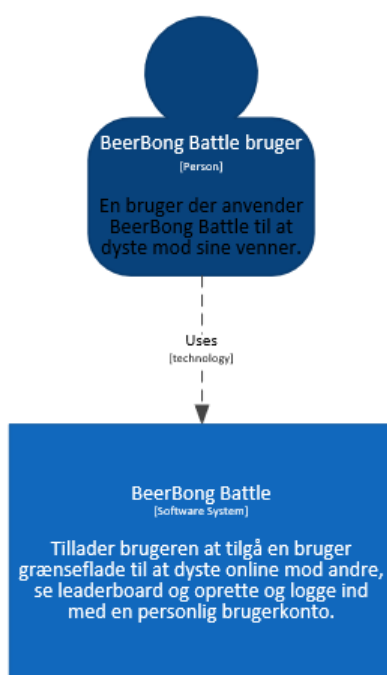 BeerBong Battle bruger
[Person]
En bruger der anvender
BeerBong Battle til at
dyste mod sine venner.
Uses
[technology]
BeerBong Battle
[Software System]
Tillader brugeren at tilgå en bruger
grænseflade til at dyste online mod andre,
se leaderboard og oprette og logge ind
med en personlig brugerkonto.